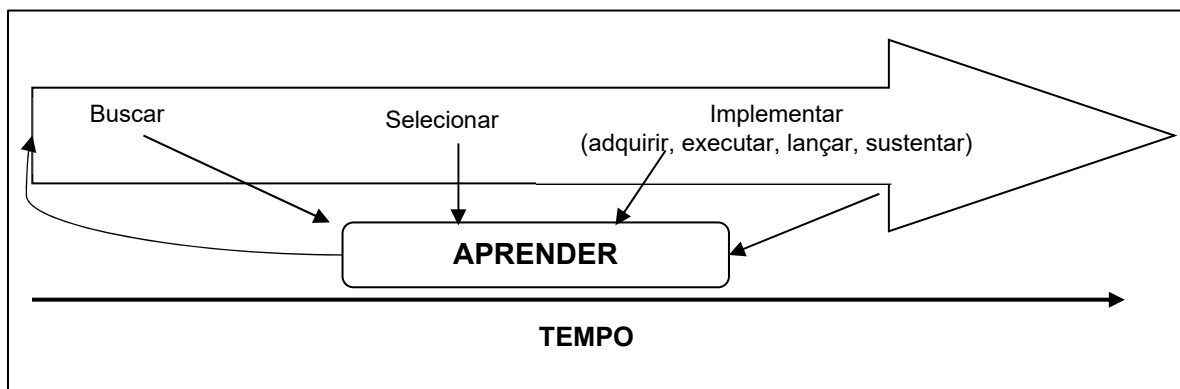 Buscar
Selecionar
Implementar
(adquirir, executar, lançar, sustentar)
APRENDER
TEMPO